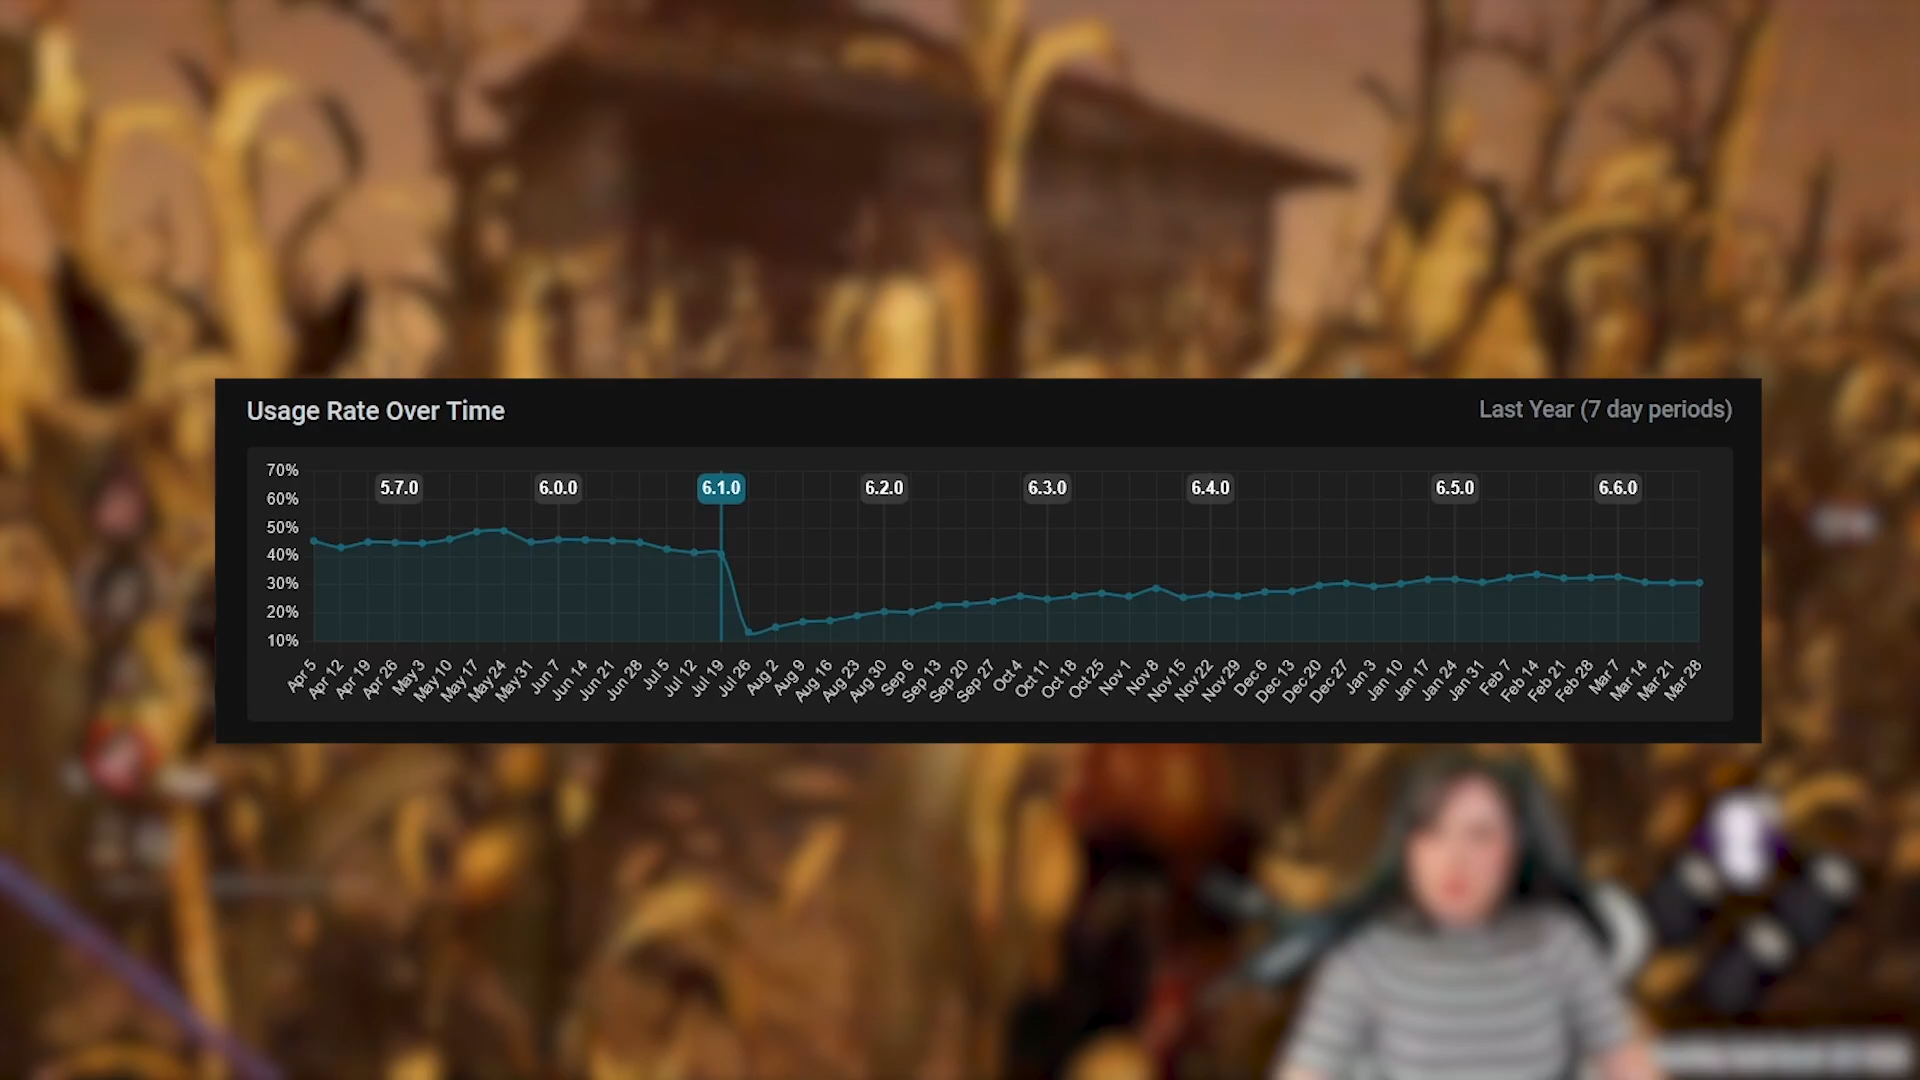 Usage Rate Over Time
Last Year (7 day periods)
70%
60%
50%
40%
30%
20%
10%
5.7.0
6.0.0
6.1.0
6.2.0
6.3.0
6.4.0
6.5.0
6.6.0
Apr 5
Apr 12
Apr 19
Apr 26
May 3
May 10
May 17
May 24
May 31
Jun 7
Jun 14
Jun 21
Jun 28
Jul 5
Jul 12
Jul 19
Jul 26
Aug 2
Aug 9
Aug 16
Aug 23
Aug 30
Sep 6
Sep 13
Sep 20
Sep 27
Oct 4
Oct 11
Oct 18
Oct 25
Nov 1
Nov 8
Nov 15
Nov 22
Nov 29
Dec 6
Dec 13
Dec 20
Dec 27
Jan 3
Jan 10
Jan 17
Jan 24
Jan 31
Feb 7
Feb 14
Feb 21
Feb 28
Mar 7
Mar 14
Mar 21
Mar 28